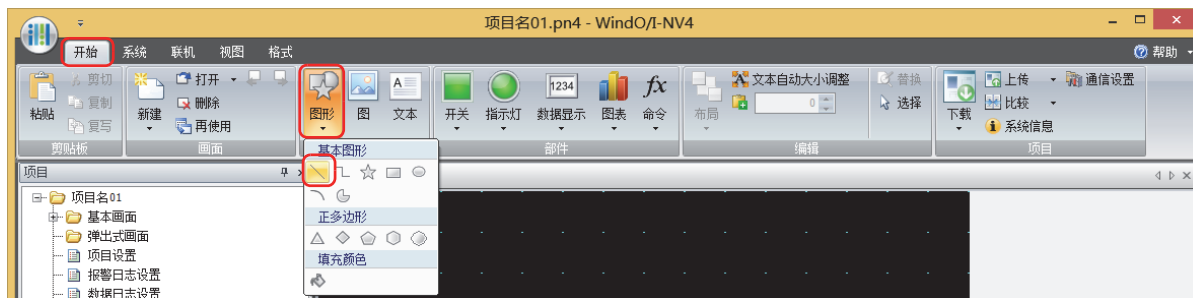 项目名01.pn4 - WindO/I-NV4
开始 系统 联机 视图 格式 帮助
粘贴 剪切 复制 复写
新建 打开 删除 再使用
图形 图 文本
开关 指示灯 数据显示 1234 图表 fx 命令
布局 文本自动大小调整 0 替换 选择
下载 上传 比较 系统信息 通信设置
剪贴板 画面 部件 编辑 项目
基本图形
正多边形
填充颜色
项目
项目名01
基本画面
弹出式画面
项目设置
报警日志设置
数据日志设置